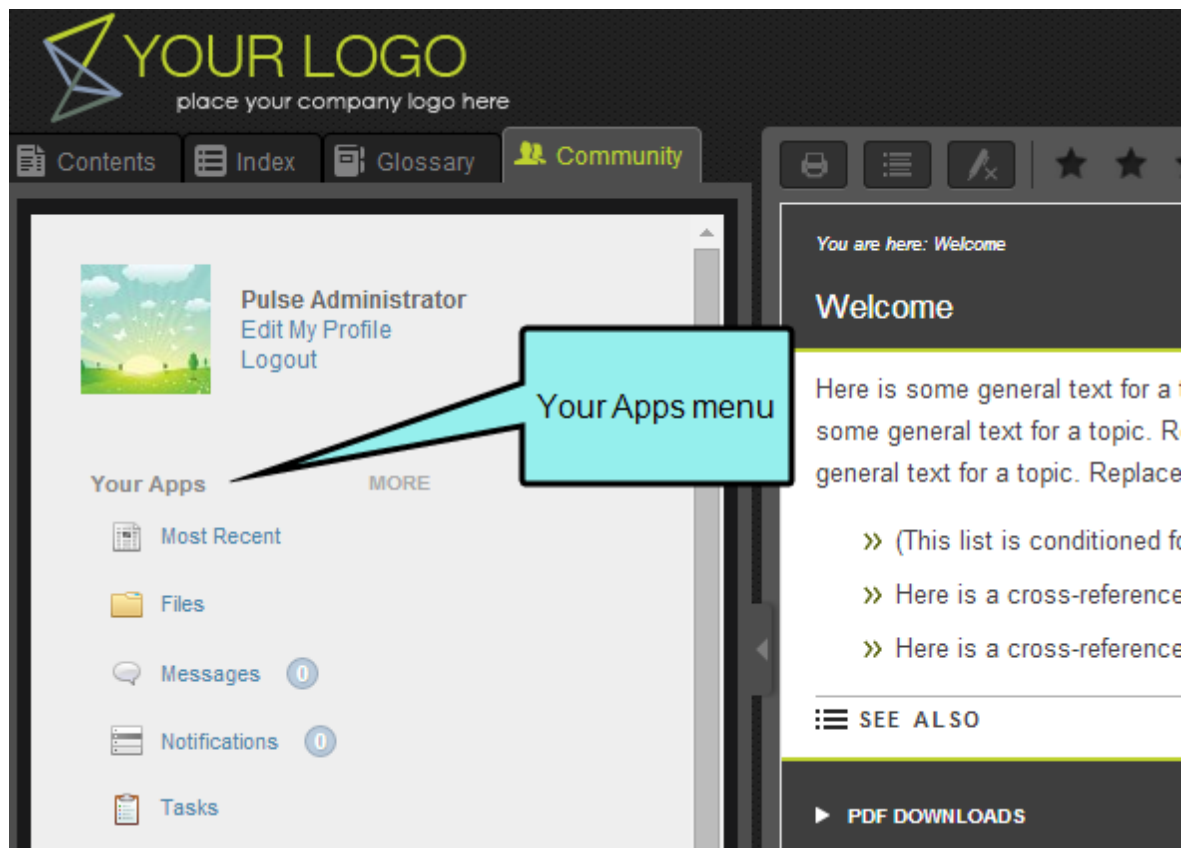 YOUR LOGO
place your company logo here
Contents
Index
Glossary
Community
Pulse Administrator
Edit My Profile
Logout
Your Apps menu
Your Apps
MORE
Most Recent
Files
Messages 0
Notifications 0
Tasks
You are here: Welcome
Welcome
Here is some general text for a
some general text for a topic.
general text for a topic. Replace
» (This list is conditioned
» Here is a cross-reference
» Here is a cross-reference
SEE ALSO
PDF DOWNLOADS